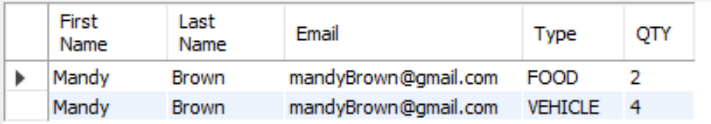 First Name Last Name Email Type QTY
Mandy Brown mandyBrown@gmail.com FOOD 2
Mandy Brown mandyBrown@gmail.com VEHICLE 4